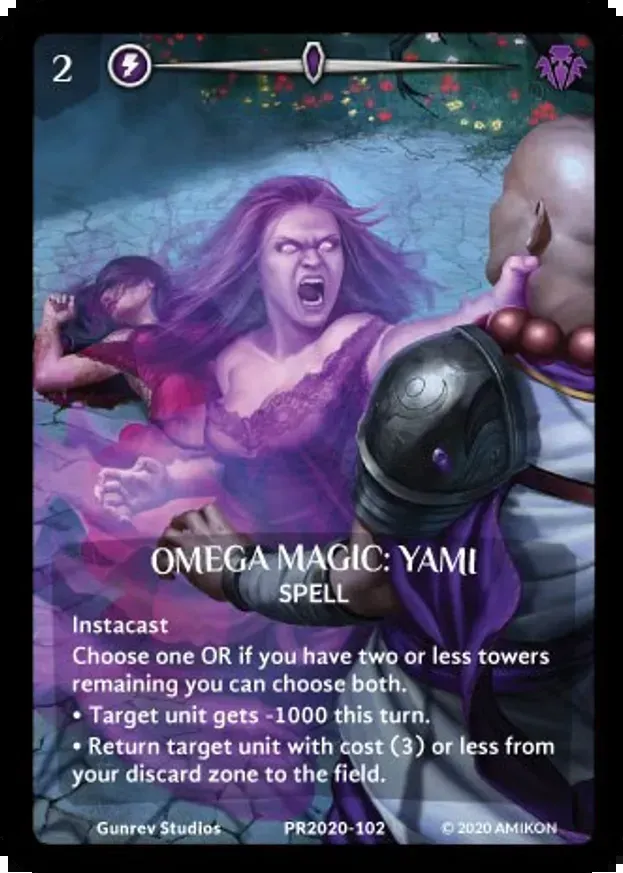 2
OMEGA MAGIC: YAMI
SPELL
Instacast
Choose one OR if you have two or less towers
remaining you can choose both.
• Target unit gets -1000 this turn.
• Return target unit with cost (3) or less from
your discard zone to the field.
Gunrev Studios PR2020-102 © 2020 AMIKON